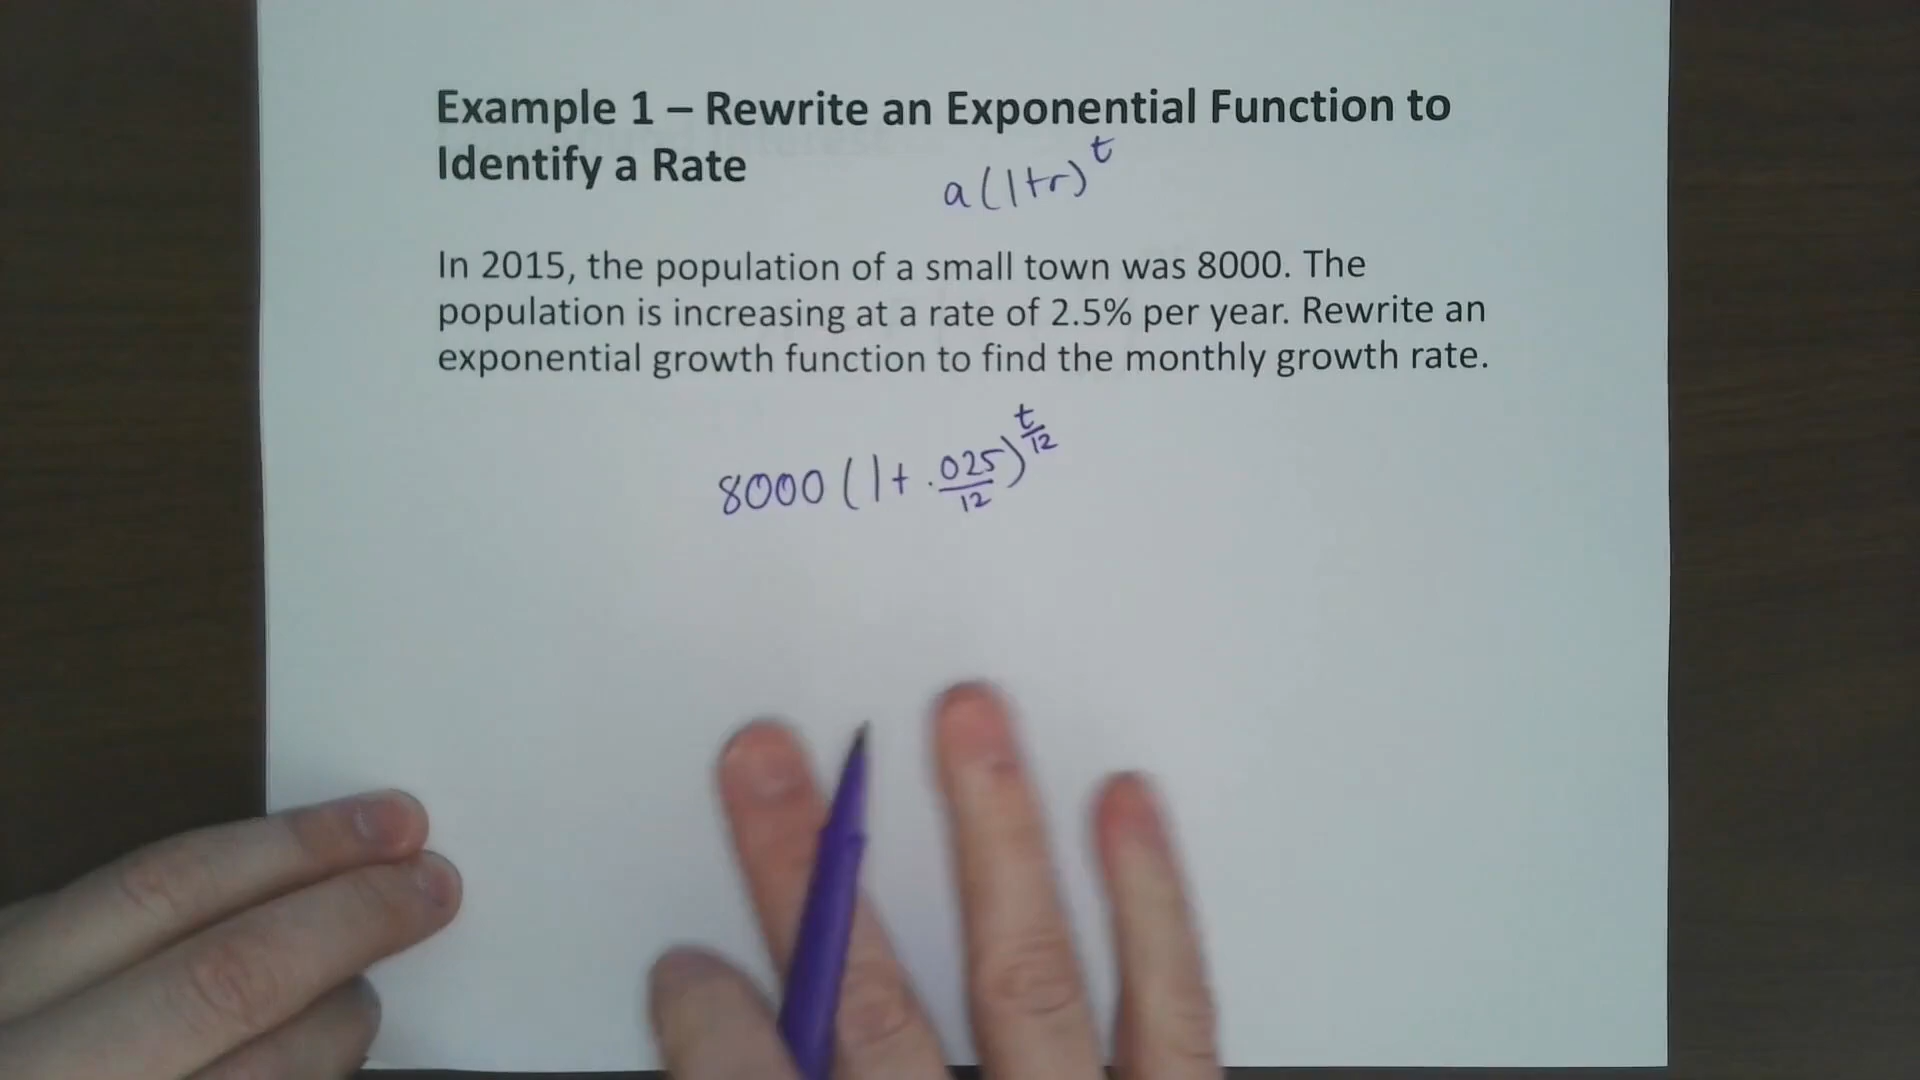 Example 1 – Rewrite an Exponential Function to
Identify a Rate
a(1+r)^t
In 2015, the population of a small town was 8000. The
population is increasing at a rate of 2.5% per year. Rewrite an
exponential growth function to find the monthly growth rate.
8000(1+.025/12)^t/12